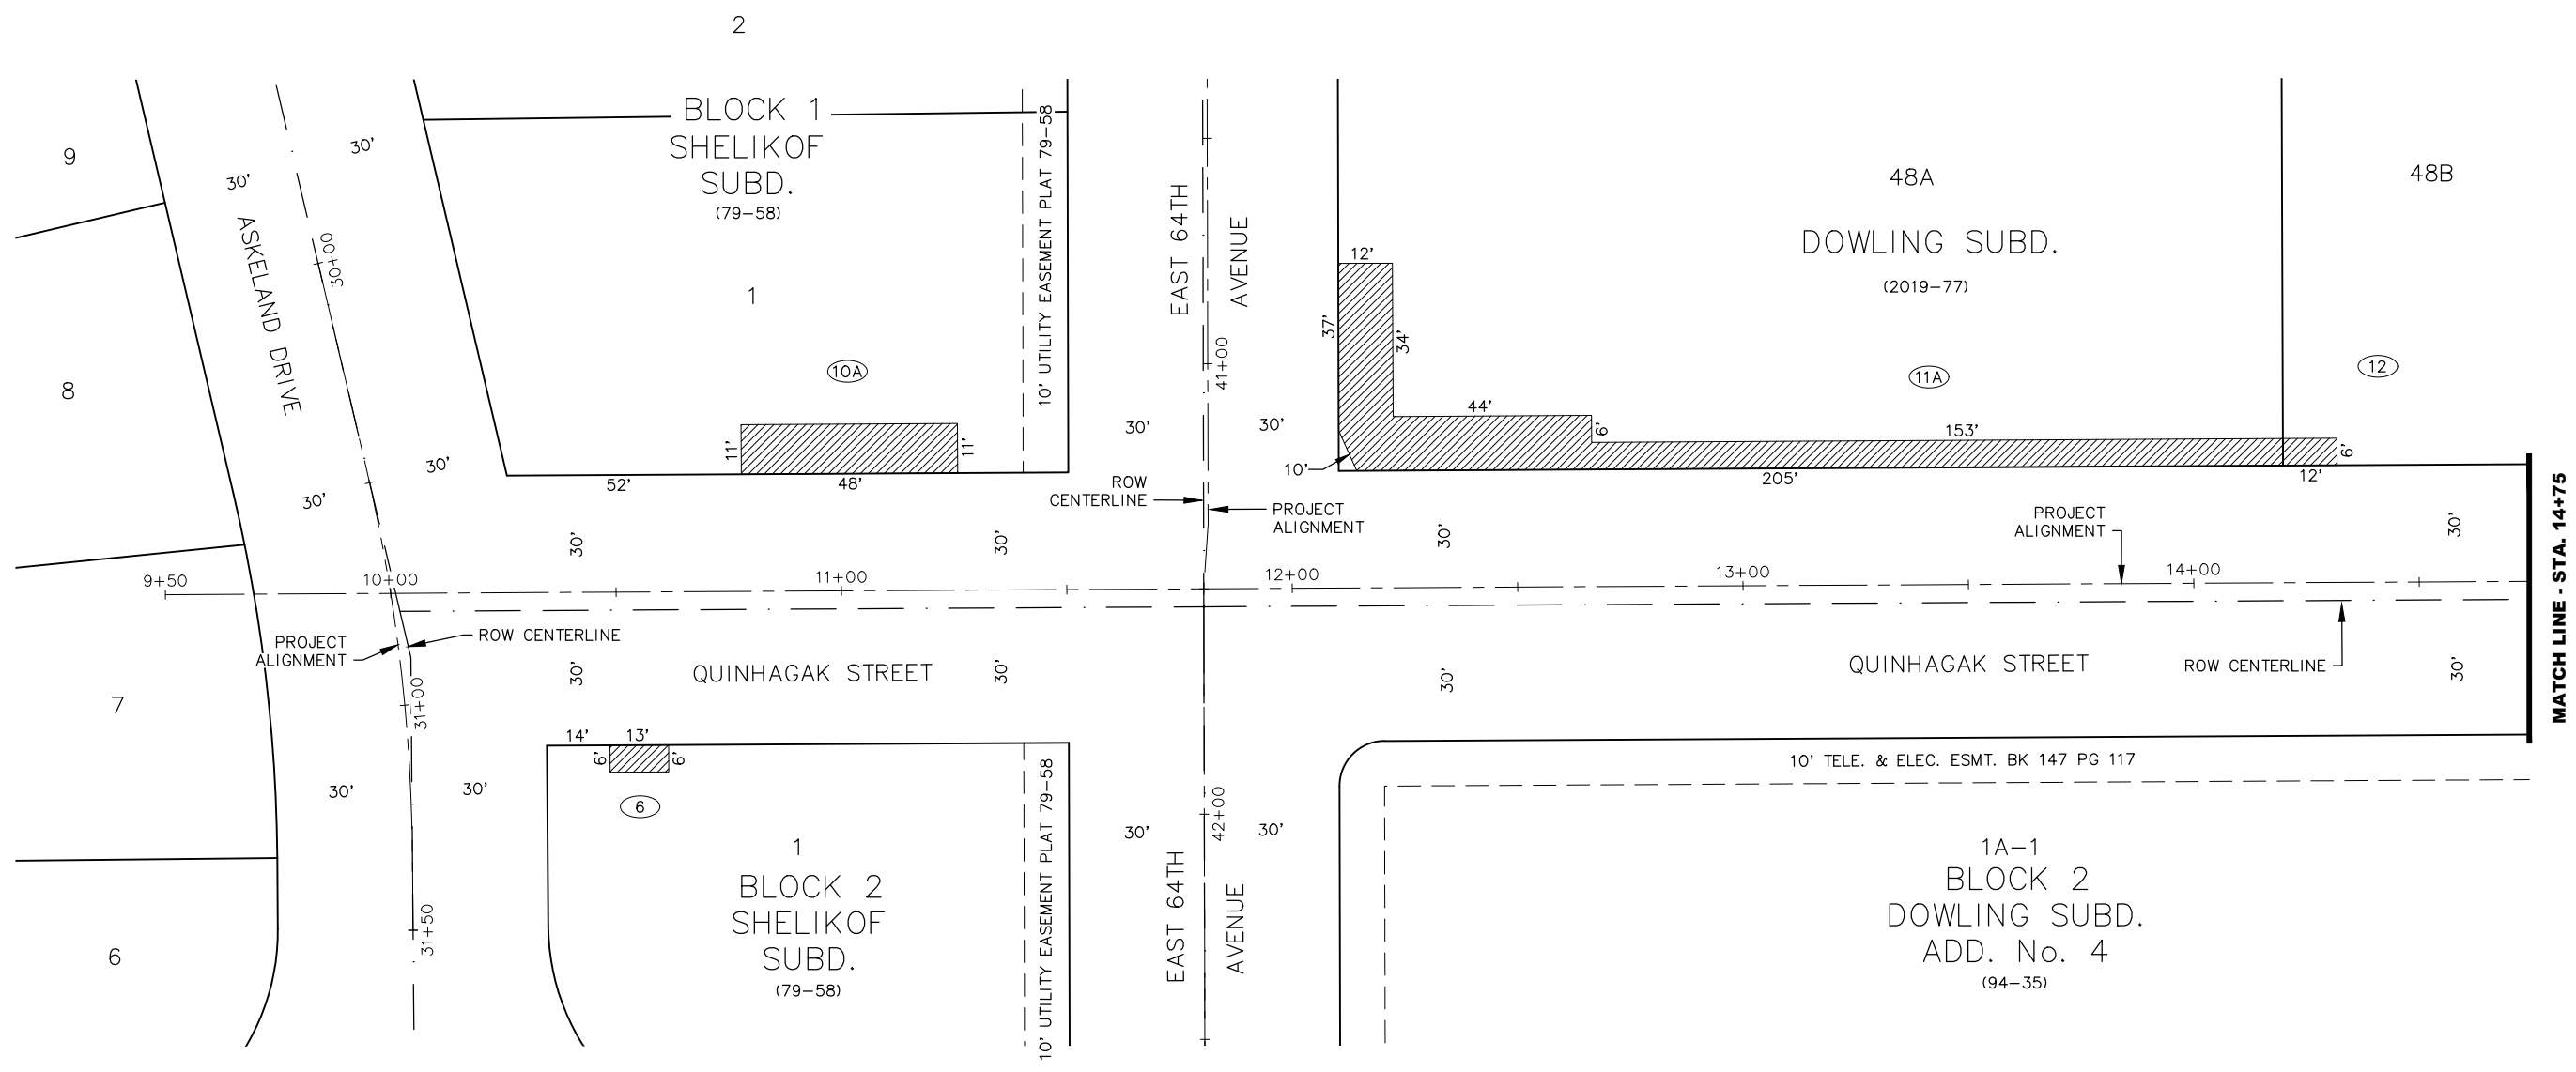 2
BLOCK 1
SHELIKOF
SUBD.
(79-58)
1
10A
11'
11'
52'
48'
10' UTILITY EASEMENT PLAT 79-58
9
8
7
6
30'
30'
ASKELAND DRIVE
30+00
30'
30'
EAST 64TH
AVENUE
41+00
30'
30'
ROW
CENTERLINE
PROJECT
ALIGNMENT
48A
DOWLING SUBD.
(2019-77)
11A
48B
12
12'
37'
34'
44'
6'
153'
6'
10'
205'
12'
30'
30'
30'
30'
PROJECT
ALIGNMENT
9+50
10+00
11+00
12+00
13+00
14+00
PROJECT
ALIGNMENT
ROW CENTERLINE
QUINHAGAK STREET
30'
30'
30'
30'
QUINHAGAK STREET
ROW CENTERLINE
MATCH LINE - STA. 14+75
31+00
14'
13'
6'
6'
6
30'
30'
31+50
1
BLOCK 2
SHELIKOF
SUBD.
(79-58)
10' UTILITY EASEMENT PLAT 79-58
30'
30'
42+00
EAST 64TH
AVENUE
10' TELE. & ELEC. ESMT. BK 147 PG 117
1A-1
BLOCK 2
DOWLING SUBD.
ADD. No. 4
(94-35)